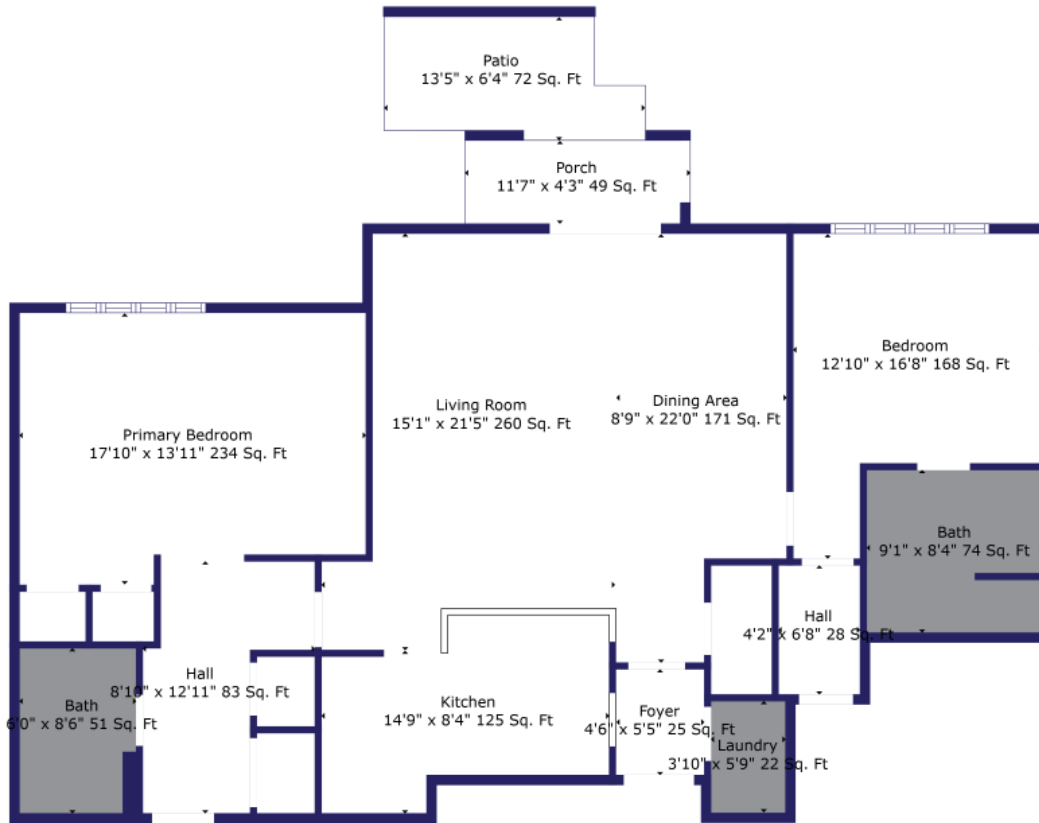 Patio
13'5" x 6'4" 72 Sq. Ft
Porch
11'7" x 4'3" 49 Sq. Ft
Bedroom
12'10" x 16'8" 168 Sq. Ft
Living Room
15'1" x 21'5" 260 Sq. Ft
Dining Area
8'9" x 22'0" 171 Sq. Ft
Primary Bedroom
17'10" x 13'11" 234 Sq. Ft
Bath
9'1" x 8'4" 74 Sq. Ft
Hall
4'2" x 6'8" 28 Sq. Ft
Hall
8'10" x 12'11" 83 Sq. Ft
Bath
6'0" x 8'6" 51 Sq. Ft
Kitchen
14'9" x 8'4" 125 Sq. Ft
Foyer
4'6" x 5'5" 25 Sq. Ft
Laundry
3'10" x 5'9" 22 Sq. Ft